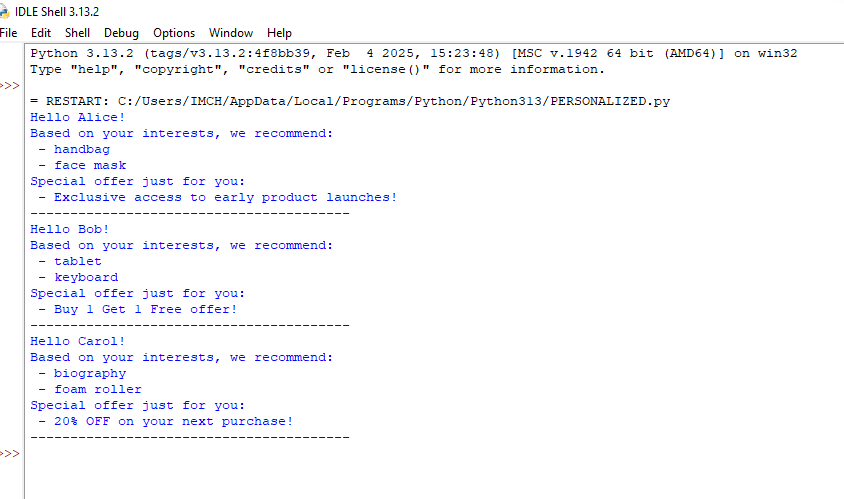 IDLE Shell 3.13.2
File Edit Shell Debug Options Window Help
Python 3.13.2 (tags/v3.13.2:4f8bb39, Feb  4 2025, 15:23:48) [MSC v.1942 64 bit (AMD64)] on win32
Type "help", "copyright", "credits" or "license()" for more information.
>>>
= RESTART: C:/Users/IMCH/AppData/Local/Programs/Python/Python313/PERSONALIZED.py
Hello Alice!
Based on your interests, we recommend:
 - handbag
 - face mask
Special offer just for you:
 - Exclusive access to early product launches!
----------------------------------------
Hello Bob!
Based on your interests, we recommend:
 - tablet
 - keyboard
Special offer just for you:
 - Buy 1 Get 1 Free offer!
----------------------------------------
Hello Carol!
Based on your interests, we recommend:
 - biography
 - foam roller
Special offer just for you:
 - 20% OFF on your next purchase!
----------------------------------------
>>>